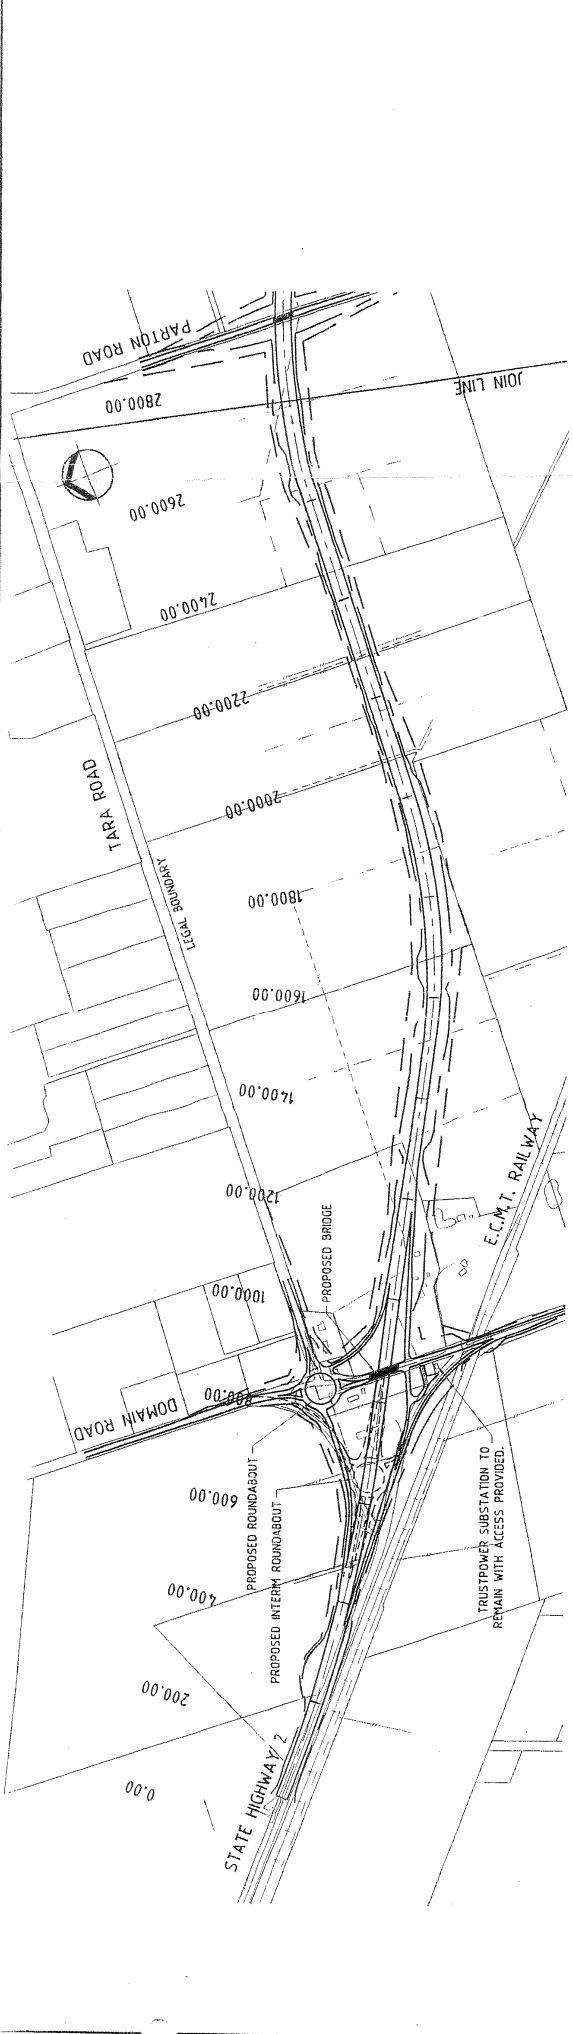 PARTON ROAD
JOIN LINE
2800.00
2600.00
2400.00
2200.00
TARA ROAD
2000.00
LEGAL BOUNDARY
1800.00
1600.00
1400.00
E.C.M.T. RAILWAY
1200.00
PROPOSED BRIDGE
1000.00
800.00
DOMAIN ROAD
600.00
PROPOSED ROUNDABOUT
PROPOSED INTERIM ROUNDABOUT
TRUSTPOWER SUBSTATION TO
REMAIN WITH ACCESS PROVIDED.
400.00
200.00
0.00
STATE HIGHWAY 2